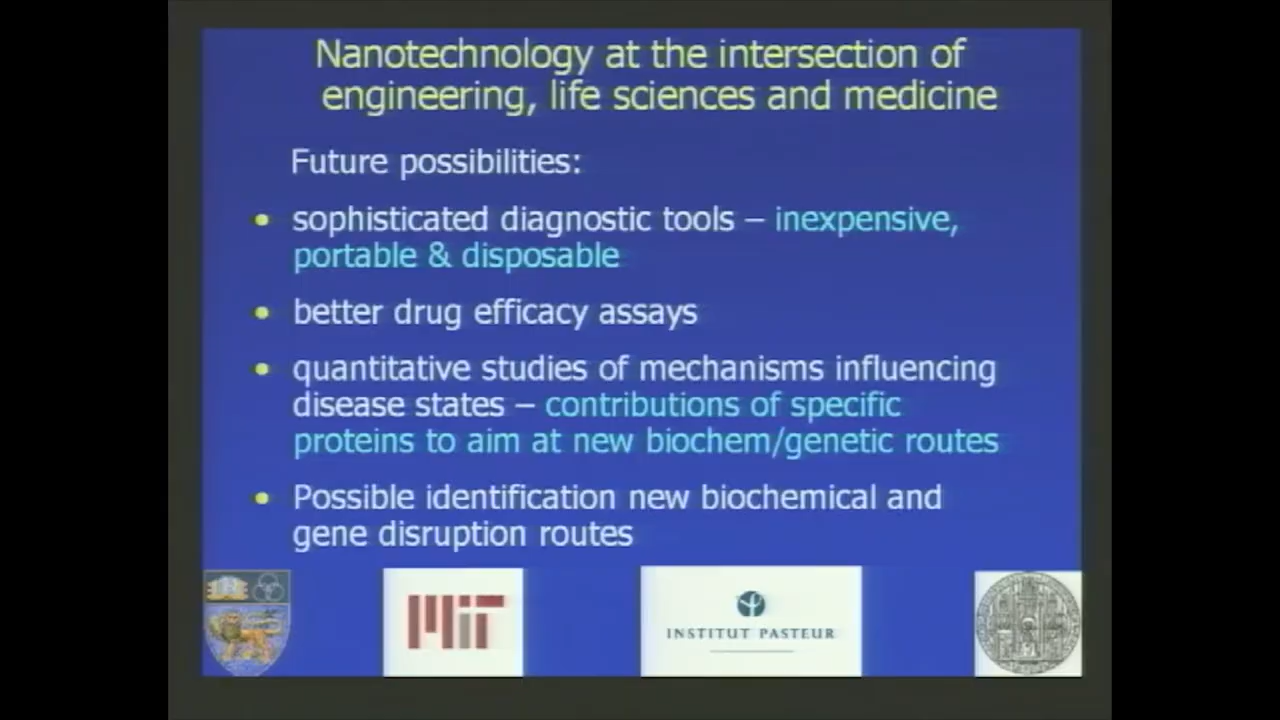 Nanotechnology at the intersection of
engineering, life sciences and medicine
Future possibilities:
• sophisticated diagnostic tools – inexpensive,
portable & disposable
• better drug efficacy assays
• quantitative studies of mechanisms influencing
disease states – contributions of specific
proteins to aim at new biochem/genetic routes
• Possible identification new biochemical and
gene disruption routes
MIT
INSTITUT PASTEUR